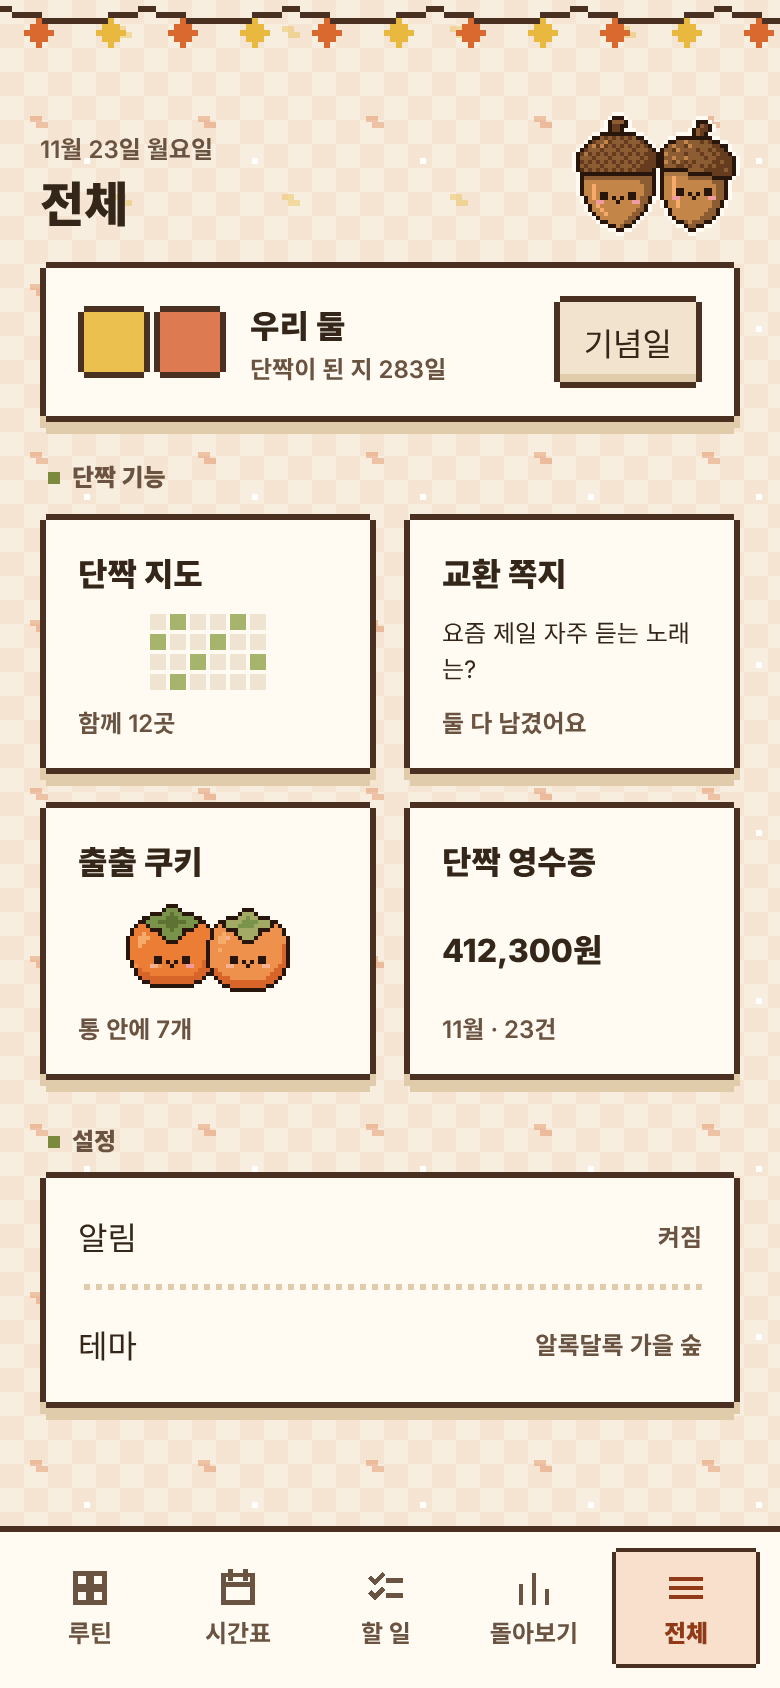 11월 23일 월요일
전체
우리 둘
단짝이 된 지 283일
기념일
단짝 기능
단짝 지도
함께 12곳
교환 쪽지
요즘 제일 자주 듣는 노래
는?
둘 다 남겼어요
출출 쿠키
통 안에 7개
단짝 영수증
412,300원
11월 · 23건
설정
알림
켜짐
테마
알록달록 가을 숲
루틴
시간표
할 일
돌아보기
전체